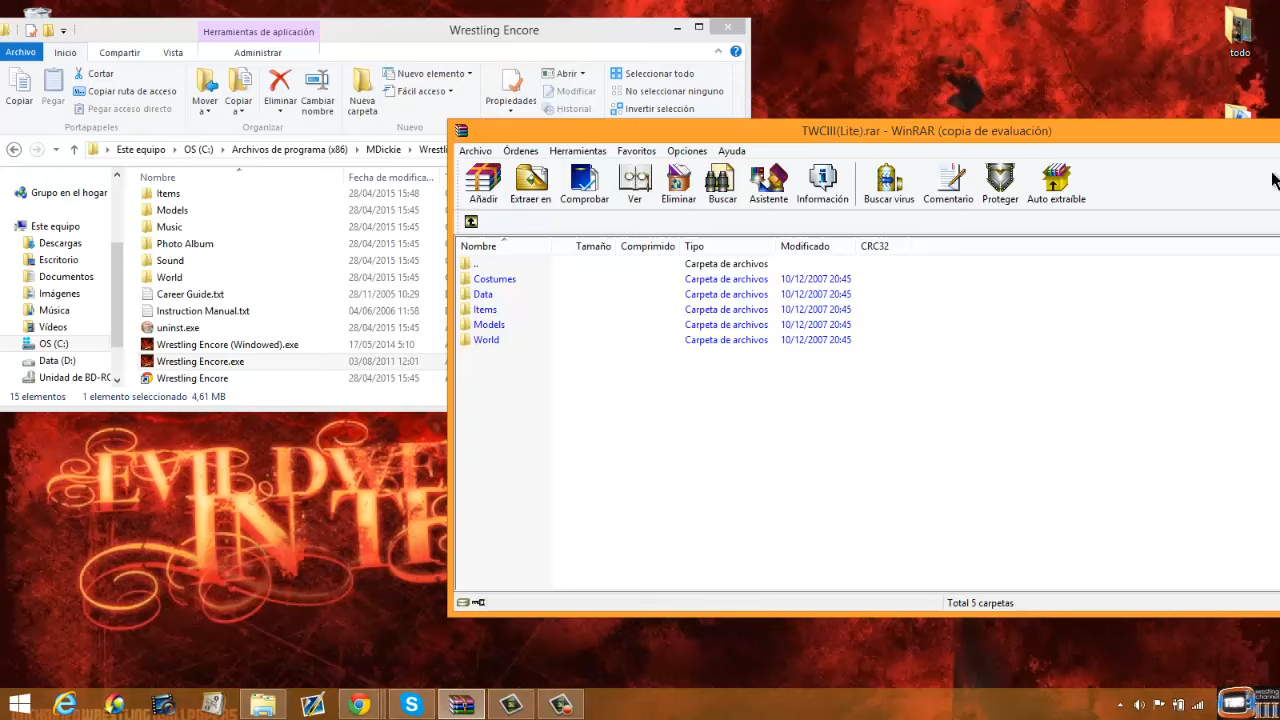 Herramientas de aplicación
Wrestling Encore
Archivo Inicio Compartir Vista Administrar
Copiar
Pegar
Cortar
Copiar ruta de acceso
Pegar acceso directo
Portapapeles
Mover a
Copiar a
Eliminar
Cambiar nombre
Organizar
Nueva carpeta
Nuevo elemento
Fácil acceso
Nuevo
Propiedades
Abrir
Modificar
Historial
Seleccionar todo
No seleccionar ninguno
Invertir selección
todo
Este equipo OS (C:) Archivos de programa (x86) MDickie Wrestli
Grupo en el hogar
Este equipo
Descargas
Escritorio
Documentos
Imágenes
Música
Vídeos
OS (C:)
Data (D:)
Unidad de BD-RO
Nombre Fecha de modifica...
Items 28/04/2015 15:48
Models 28/04/2015 15:45
Music 28/04/2015 15:45
Photo Album 28/04/2015 15:45
Sound 28/04/2015 15:45
World 28/04/2015 15:45
Career Guide.txt 28/11/2005 10:29
Instruction Manual.txt 04/06/2006 11:58
uninst.exe 28/04/2015 15:45
Wrestling Encore (Windowed).exe 17/05/2014 5:10
Wrestling Encore.exe 03/08/2011 12:01
Wrestling Encore 28/04/2015 15:45
15 elementos 1 elemento seleccionado 4,61 MB
TWCIII(Lite).rar - WinRAR (copia de evaluación)
Archivo Órdenes Herramientas Favoritos Opciones Ayuda
Añadir Extraer en Comprobar Ver Eliminar Buscar Asistente Información Buscar virus Comentario Proteger Auto extraíble
Nombre Tamaño Comprimido Tipo Modificado CRC32
.. Carpeta de archivos
Costumes Carpeta de archivos 10/12/2007 20:45
Data Carpeta de archivos 10/12/2007 20:45
Items Carpeta de archivos 10/12/2007 20:45
Models Carpeta de archivos 10/12/2007 20:45
World Carpeta de archivos 10/12/2007 20:45
Total 5 carpetas
EVIL DWE
IN TE